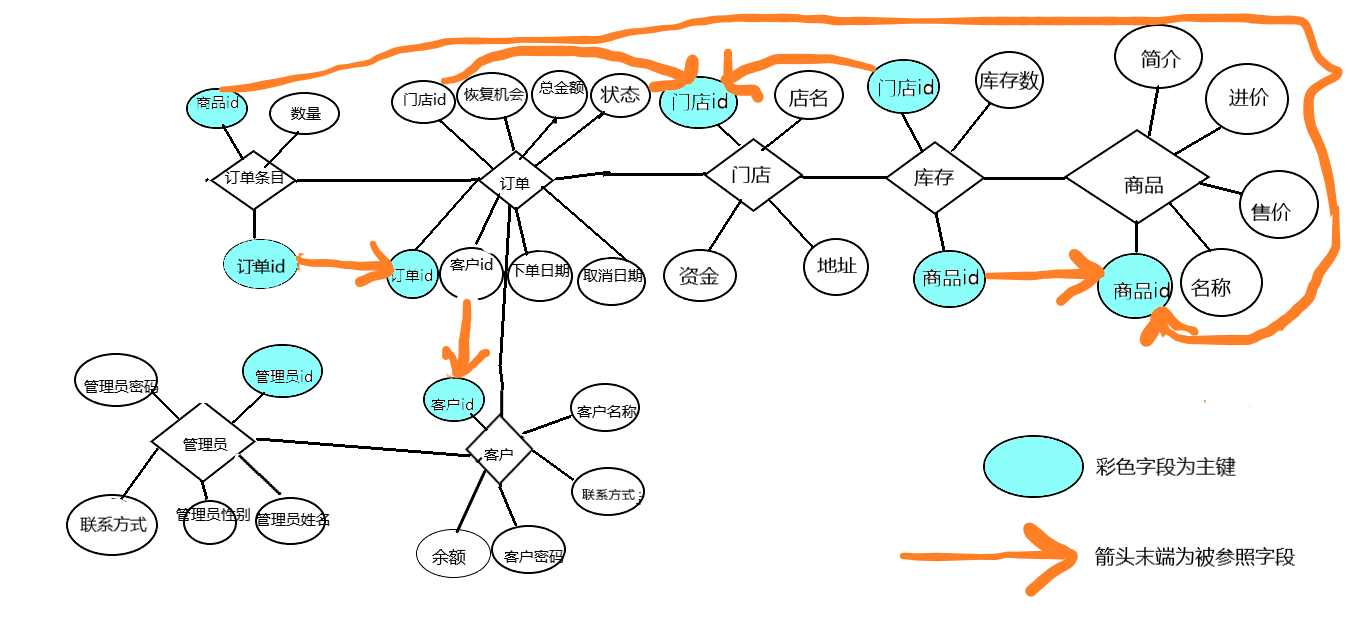 简介
进价
商品id
数量
门店id
恢复机会
总金额
状态
门店id
店名
门店id
库存数
订单条目
订单
门店
库存
商品
售价
订单id
订单id
客户id
下单日期
取消日期
资金
地址
商品id
商品id
名称
管理员密码
管理员id
客户id
客户名称
管理员
客户
联系方式
管理员性别
管理员姓名
联系方式
余额
客户密码
彩色字段为主键
箭头末端为被参照字段